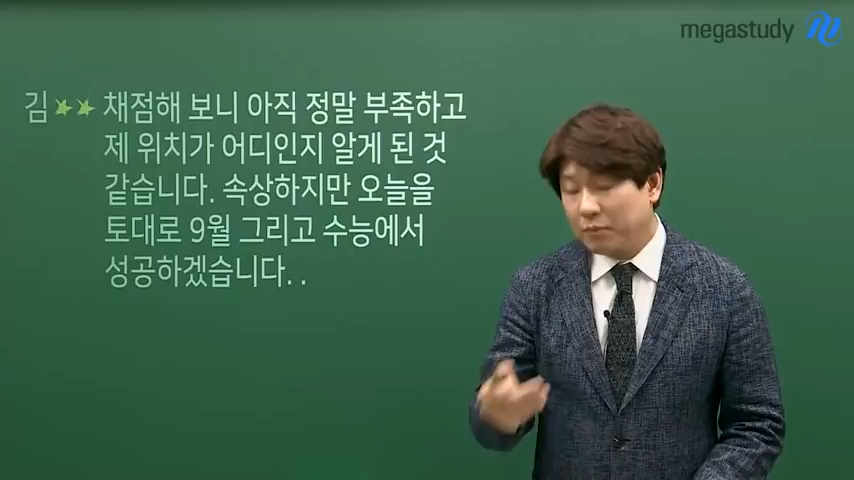 megastudy
김★★ 채점해 보니 아직 정말 부족하고
제 위치가 어디인지 알게 된 것
같습니다. 속상하지만 오늘을
토대로 9월 그리고 수능에서
성공하겠습니다. .